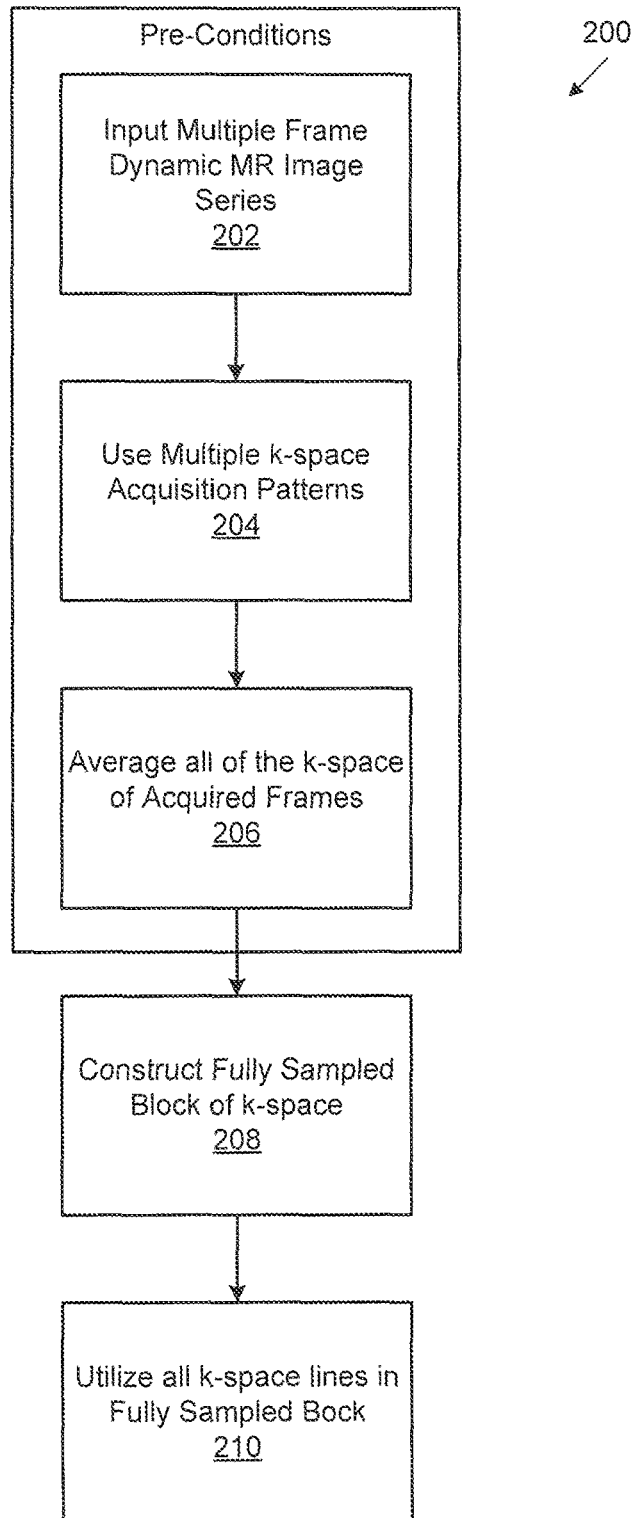 Pre-Conditions
200
Input Multiple Frame
Dynamic MR Image
Series
202
Use Multiple k-space
Acquisition Patterns
204
Average all of the k-space
of Acquired Frames
206
Construct Fully Sampled
Block of k-space
208
Utilize all k-space lines in
Fully Sampled Bock
210